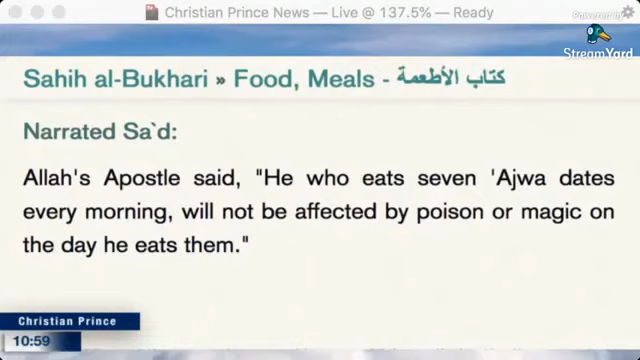 Christian Prince News — Live @ 137.5% — Ready
Powered by
StreamYard
Sahih al-Bukhari » Food, Meals - كتاب الأطعمة
Narrated Sa`d:
Allah's Apostle said, "He who eats seven 'Ajwa dates
every morning, will not be affected by poison or magic on
the day he eats them."
Christian Prince
10:59